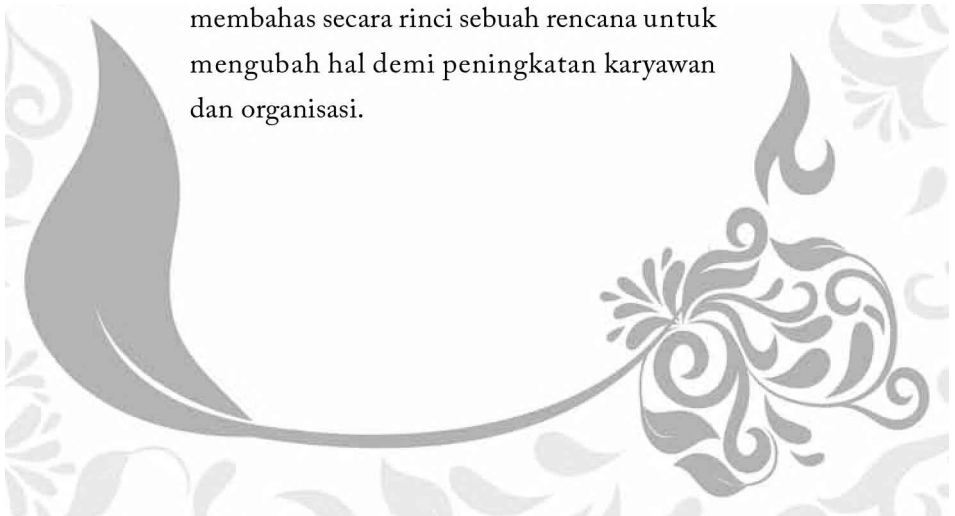 membahas secara rinci sebuah rencana untuk
mengubah hal demi peningkatan karyawan
dan organisasi.